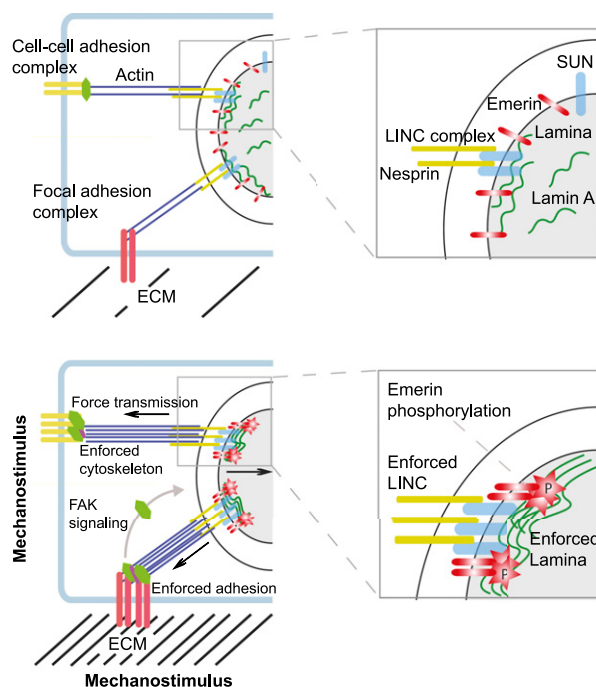 Cell-cell adhesion
complex
Actin
Focal adhesion
complex
ECM
SUN
Emerin
LINC complex
Lamina
Nesprin
Lamin A
Mechanostimulus
Force transmission
Enforced
cytoskeleton
FAK
signaling
Enforced adhesion
ECM
Mechanostimulus
Emerin
phosphorylation
Enforced
LINC
P
Enforced
Lamina
P